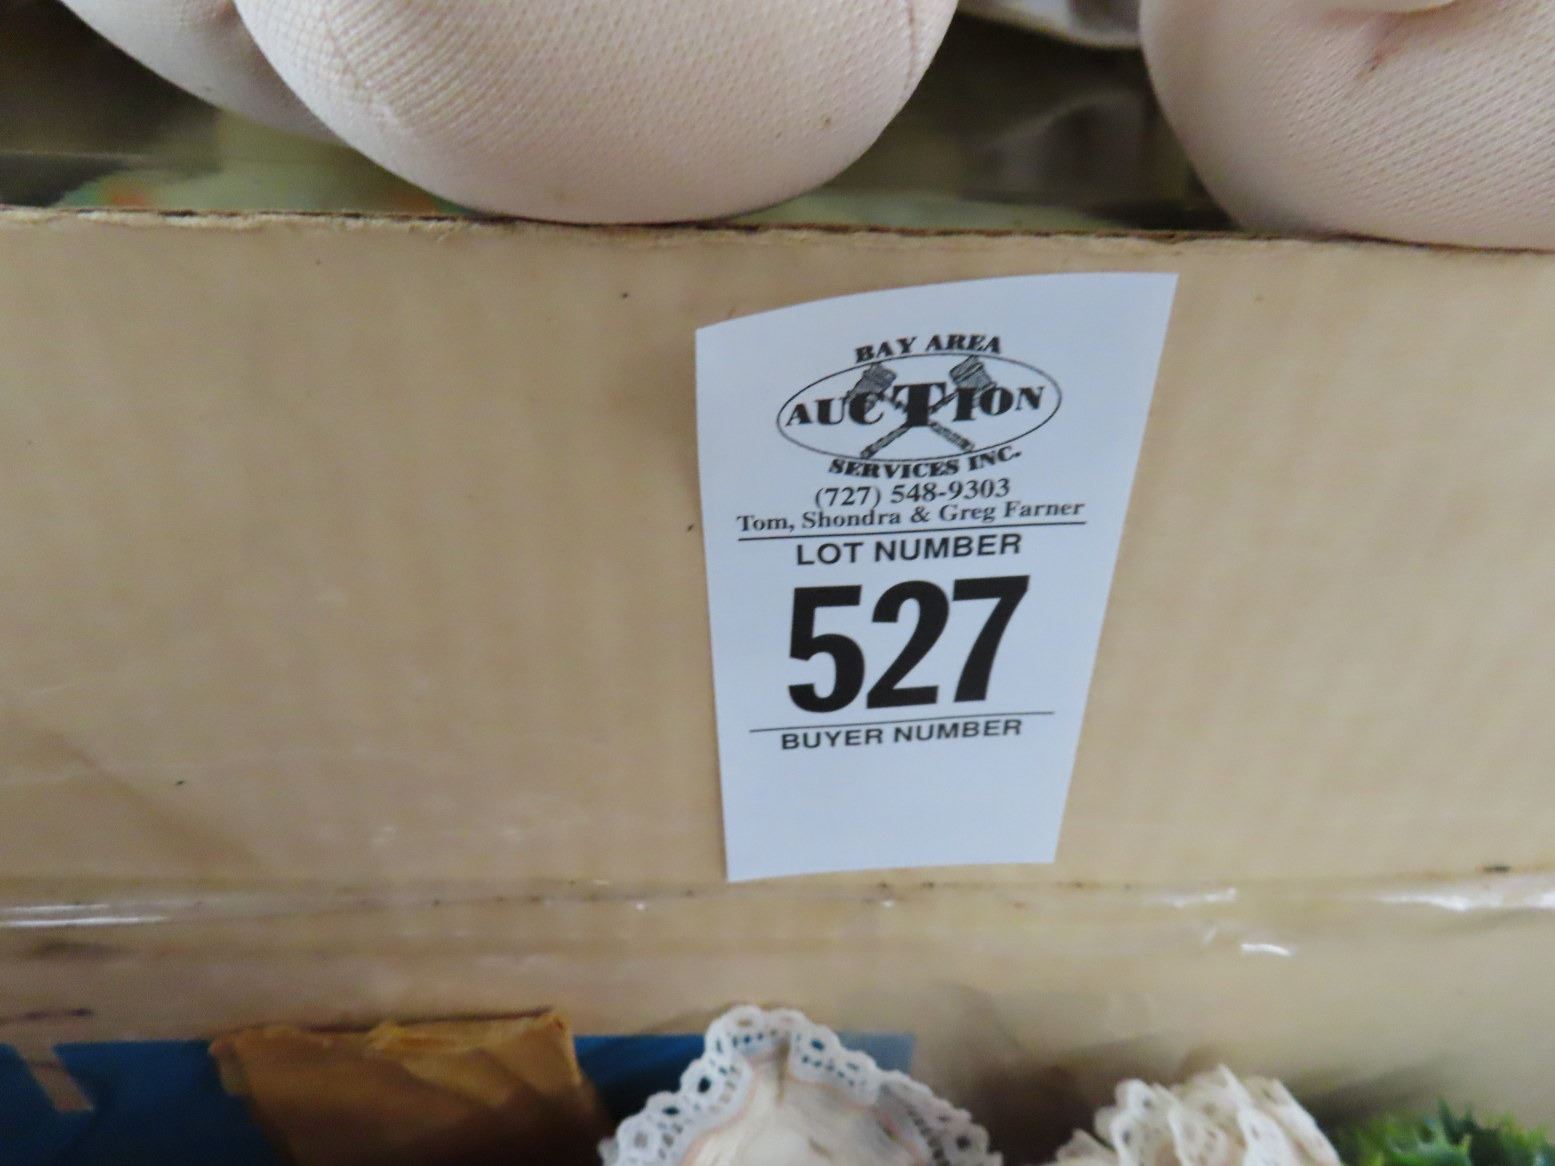 BAY AREA
AUCTION
SERVICES INC.
(727) 548-9303
Tom, Shondra & Greg Farner
LOT NUMBER
527
BUYER NUMBER